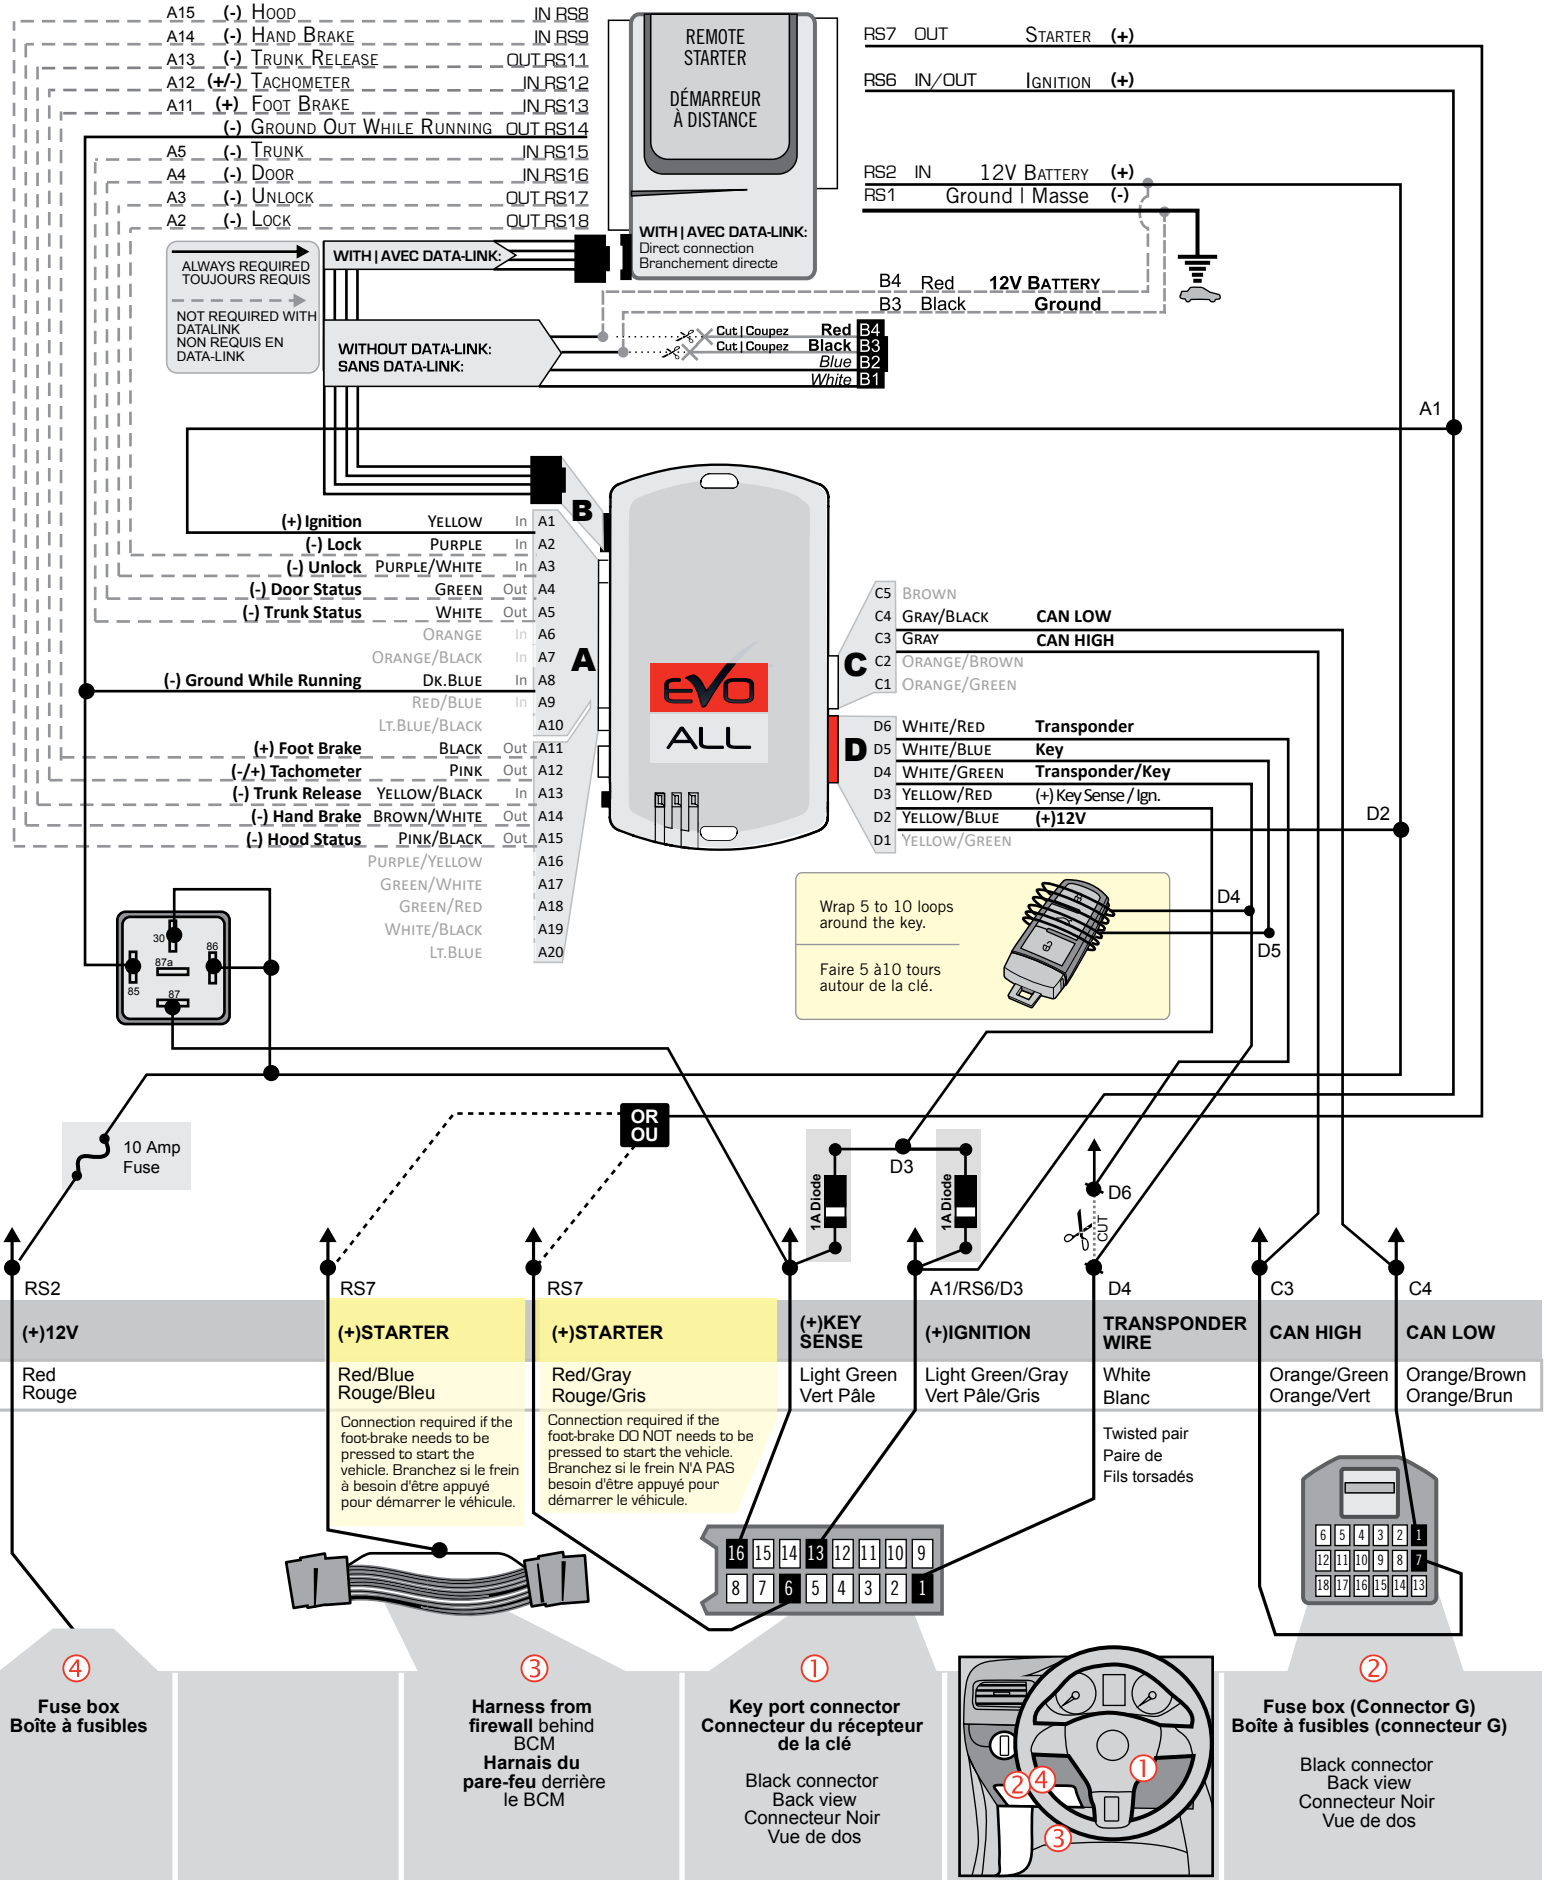 A15 (-) HOOD IN RS8
A14 (-) HAND BRAKE IN RS9
A13 (-) TRUNK RELEASE OUT RS11
A12 (+/-) TACHOMETER IN RS12
A11 (+) FOOT BRAKE IN RS13
(-) GROUND OUT WHILE RUNNING OUT RS14
A5 (-) TRUNK IN RS15
A4 (-) DOOR IN RS16
A3 (-) UNLOCK OUT RS17
A2 (-) LOCK OUT RS18
REMOTE
STARTER
DÉMARREUR
À DISTANCE
WITH | AVEC DATA-LINK:
Direct connection
Branchement directe
RS7 OUT STARTER (+)
RS6 IN/OUT IGNITION (+)
RS2 IN 12V BATTERY (+)
RS1 Ground | Masse (-)
ALWAYS REQUIRED
TOUJOURS REQUIS
NOT REQUIRED WITH
DATALINK
NON REQUIS EN
DATA-LINK
WITH | AVEC DATA-LINK:
WITHOUT DATA-LINK:
SANS DATA-LINK:
B4 Red 12V BATTERY
B3 Black Ground
Cut | Coupez Red B4
Cut | Coupez Black B3
Blue B2
White B1
A1
B
(+) Ignition YELLOW In A1
(-) Lock PURPLE In A2
(-) Unlock PURPLE/WHITE In A3
(-) Door Status GREEN Out A4
(-) Trunk Status WHITE Out A5
ORANGE In A6
ORANGE/BLACK In A7
(-) Ground While Running DK.BLUE In A8
RED/BLUE In A9
LT.BLUE/BLACK A10
(+) Foot Brake BLACK Out A11
(-/+) Tachometer PINK Out A12
(-) Trunk Release YELLOW/BLACK In A13
(-) Hand Brake BROWN/WHITE Out A14
(-) Hood Status PINK/BLACK Out A15
PURPLE/YELLOW A16
GREEN/WHITE A17
GREEN/RED A18
WHITE/BLACK A19
LT.BLUE A20
A
EVO
ALL
C
C5 BROWN
C4 GRAY/BLACK CAN LOW
C3 GRAY CAN HIGH
C2 ORANGE/BROWN
C1 ORANGE/GREEN
D
D6 WHITE/RED Transponder
D5 WHITE/BLUE Key
D4 WHITE/GREEN Transponder/Key
D3 YELLOW/RED (+) Key Sense / Ign.
D2 YELLOW/BLUE (+)12V
D1 YELLOW/GREEN
D2
Wrap 5 to 10 loops
around the key.
Faire 5 à10 tours
autour de la clé.
D4
D5
30
86
87a
85
87
10 Amp
Fuse
OR
OU
1A Diode
D3
1A Diode
D6
CUT
RS2
RS7
RS7
A1/RS6/D3
D4
C3
C4
(+)12V
Red
Rouge
(+)STARTER
Red/Blue
Rouge/Bleu
Connection required if the
foot-brake needs to be
pressed to start the
vehicle. Branchez si le frein
à besoin d'être appuyé
pour démarrer le véhicule.
(+)STARTER
Red/Gray
Rouge/Gris
Connection required if the
foot-brake DO NOT needs to be
pressed to start the vehicle.
Branchez si le frein N'A PAS
besoin d'être appuyé pour
démarrer le véhicule.
(+)KEY
SENSE
Light Green
Vert Pâle
(+)IGNITION
Light Green/Gray
Vert Pâle/Gris
TRANSPONDER
WIRE
White
Blanc
Twisted pair
Paire de
Fils torsadés
CAN HIGH
Orange/Green
Orange/Vert
CAN LOW
Orange/Brown
Orange/Brun
16 15 14 13 12 11 10 9
8 7 6 5 4 3 2 1
6 5 4 3 2 1
12 11 10 9 8 7
18 17 16 15 14 13
4
Fuse box
Boîte à fusibles
3
Harness from
firewall behind
BCM
Harnais du
pare-feu derrière
le BCM
1
Key port connector
Connecteur du récepteur
de la clé
Black connector
Back view
Connecteur Noir
Vue de dos
1
2 4
3
2
Fuse box (Connector G)
Boîte à fusibles (connecteur G)
Black connector
Back view
Connecteur Noir
Vue de dos